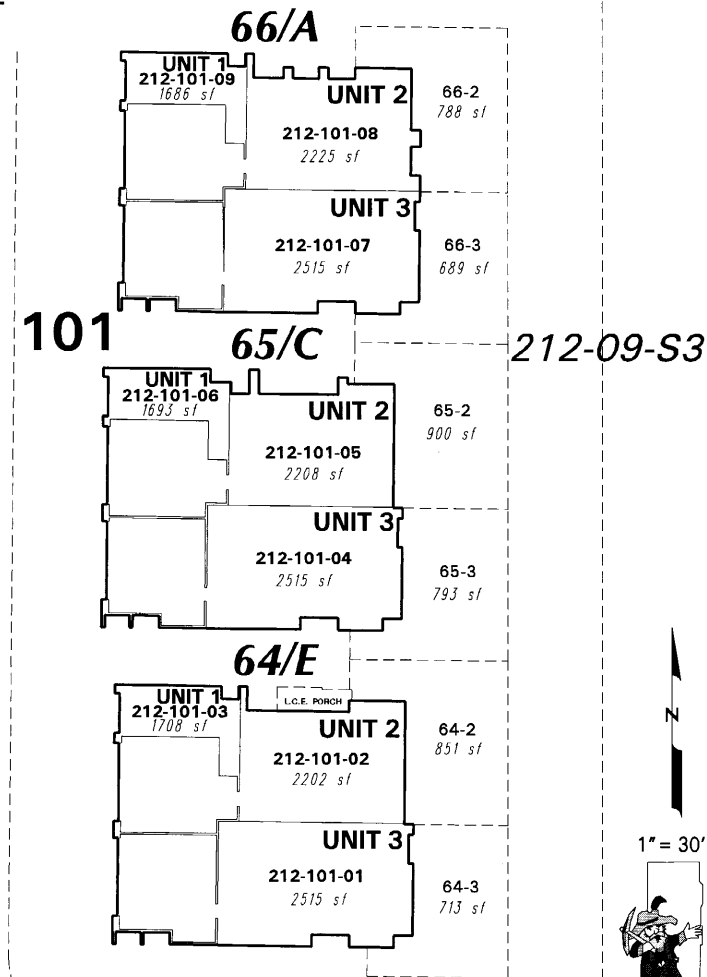 66/A
UNIT 1
212-101-09
1686 sf
UNIT 2
212-101-08
2225 sf
66-2
788 sf
UNIT 3
212-101-07
2515 sf
66-3
689 sf
101
65/C
212-09-S3
UNIT 1
212-101-06
1693 sf
UNIT 2
212-101-05
2208 sf
65-2
900 sf
UNIT 3
212-101-04
2515 sf
65-3
793 sf
64/E
L.C.E. PORCH
UNIT 1
212-101-03
1708 sf
UNIT 2
212-101-02
2202 sf
64-2
851 sf
N
UNIT 3
212-101-01
2515 sf
64-3
713 sf
1" = 30'